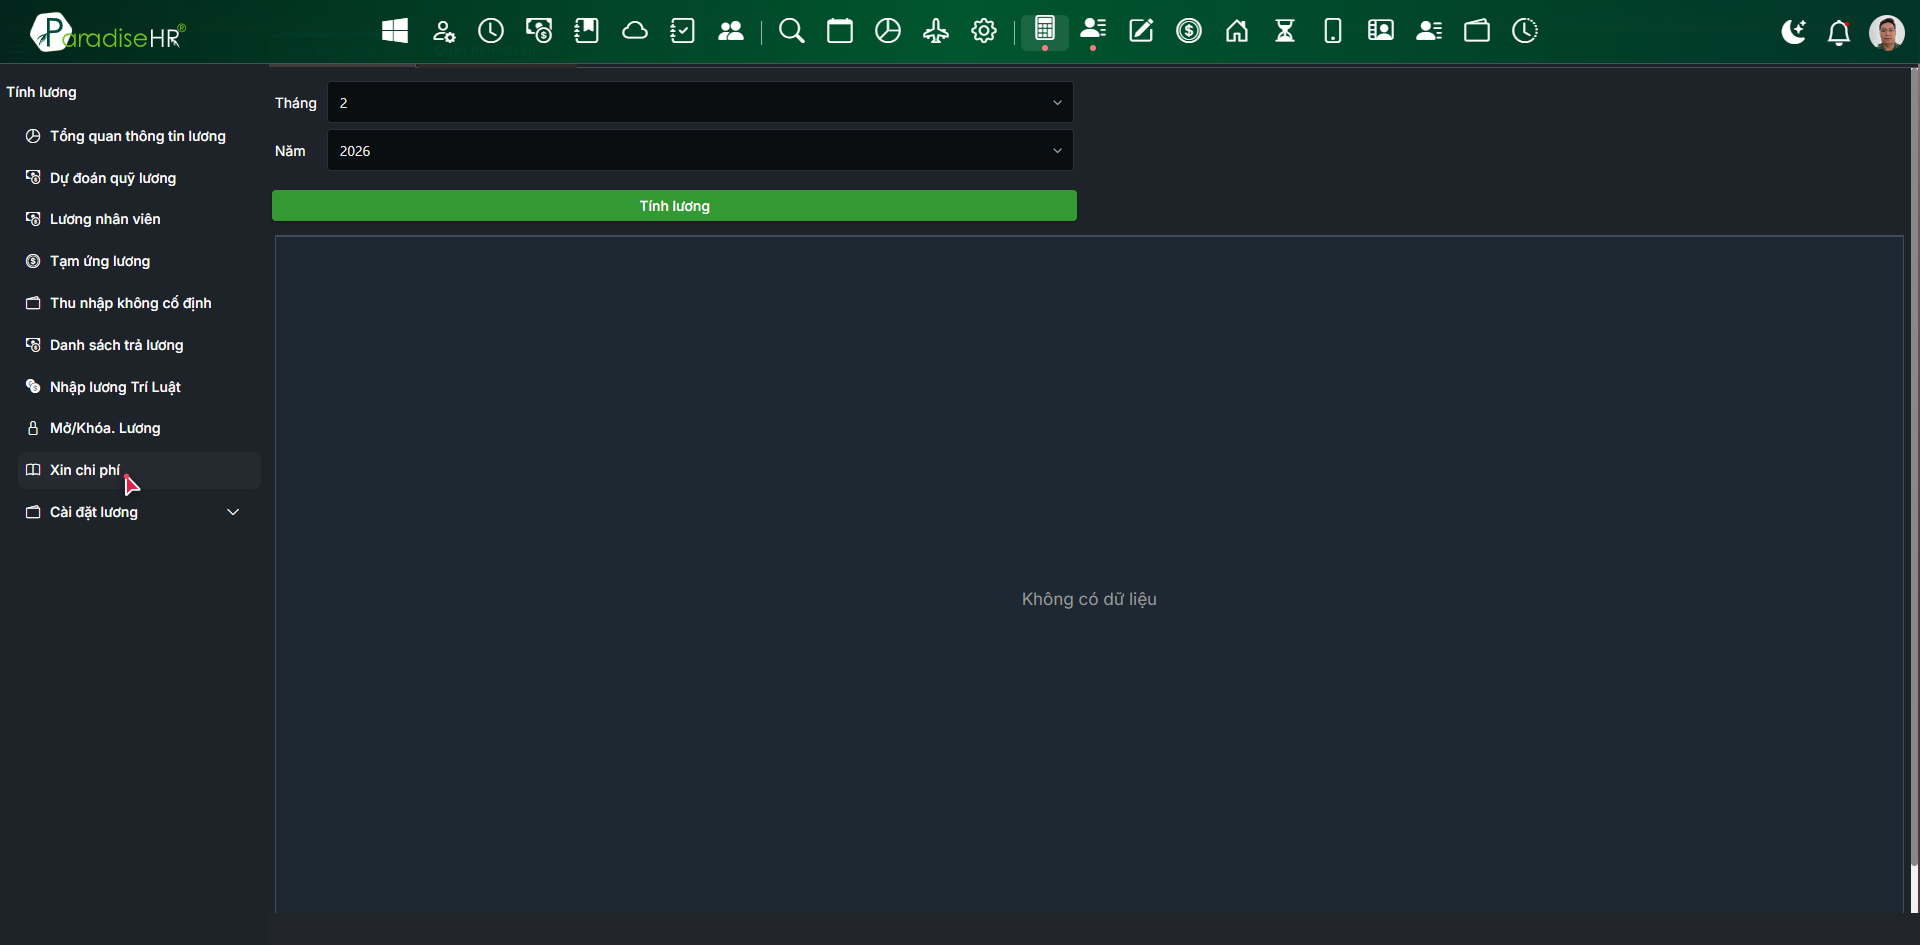 ParadiseHR®
Tính lương
Tổng quan thông tin lương
Dự đoán quỹ lương
Lương nhân viên
Tạm ứng lương
Thu nhập không cố định
Danh sách trả lương
Nhập lương Trí Luật
Mở/Khóa. Lương
Xin chi phí
Cài đặt lương
Tháng 2
Năm 2026
Tính lương
Không có dữ liệu